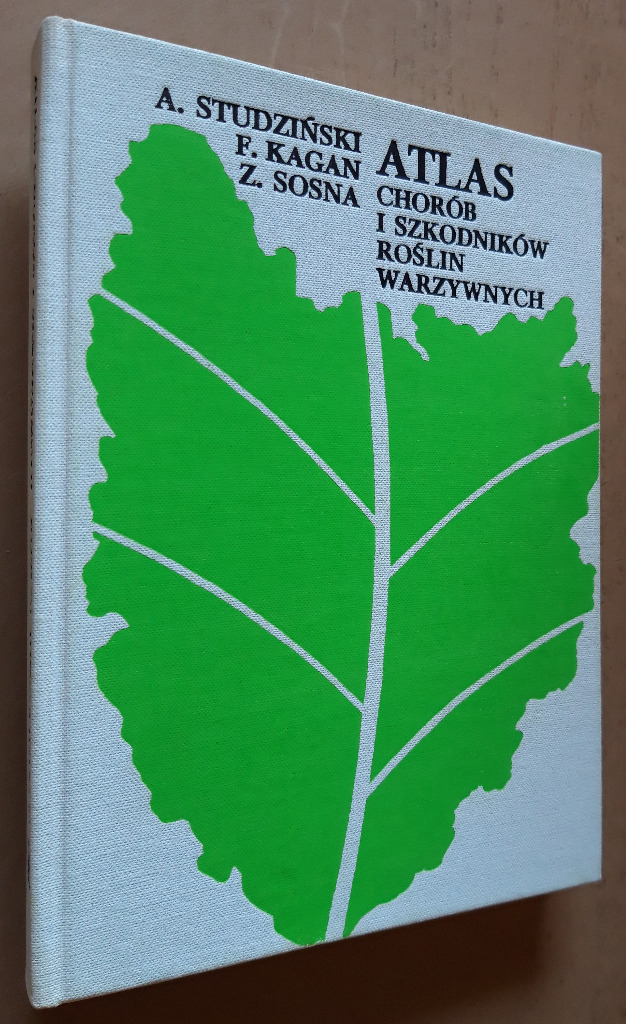 A. STUDZIŃSKI
F. KAGAN
Z. SOSNA
ATLAS
CHORÓB
I SZKODNIKÓW
ROŚLIN
WARZYWNYCH